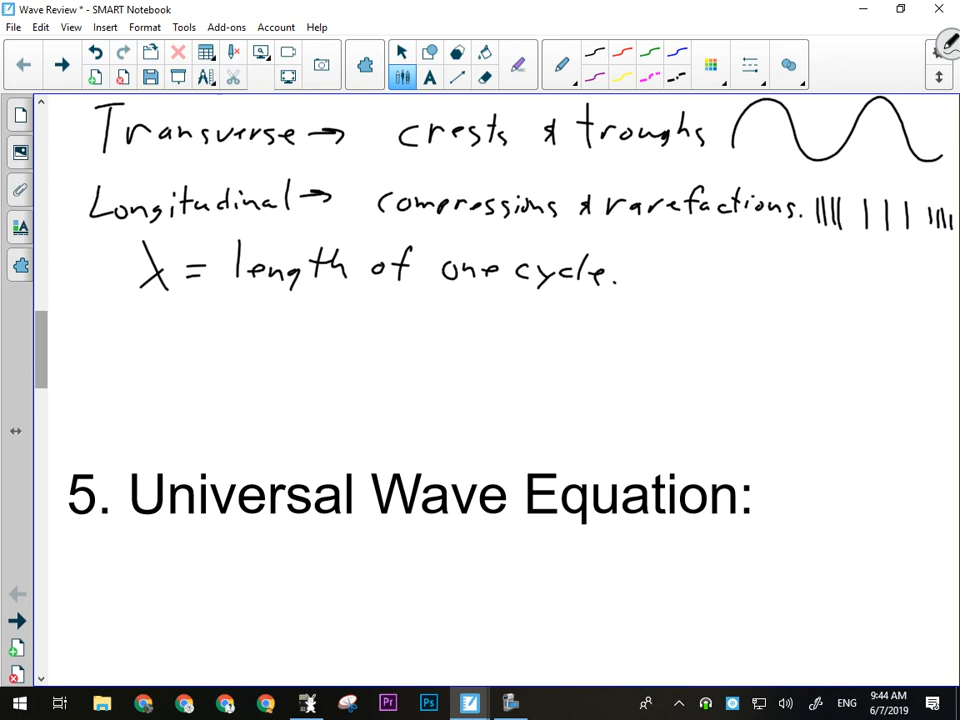 Wave Review * - SMART Notebook
File Edit View Insert Format Tools Add-ons Account Help
Transverse → crests & troughs
Longitudinal → compressions & rarefactions.
λ = length of one cycle.
5. Universal Wave Equation:
ENG
9:44 AM
6/7/2019